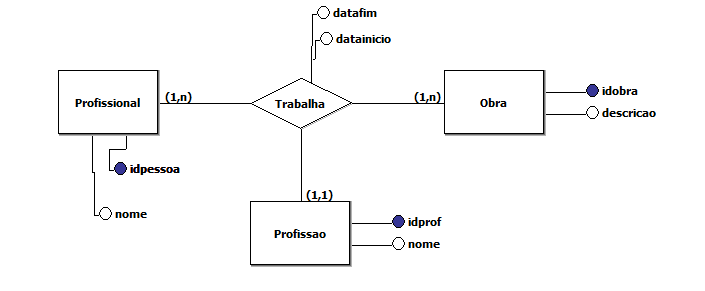 datafim
datainicio
Profissional
(1,n)
Trabalha
(1,n)
Obra
idobra
descricao
idpessoa
nome
(1,1)
Profissao
idprof
nome